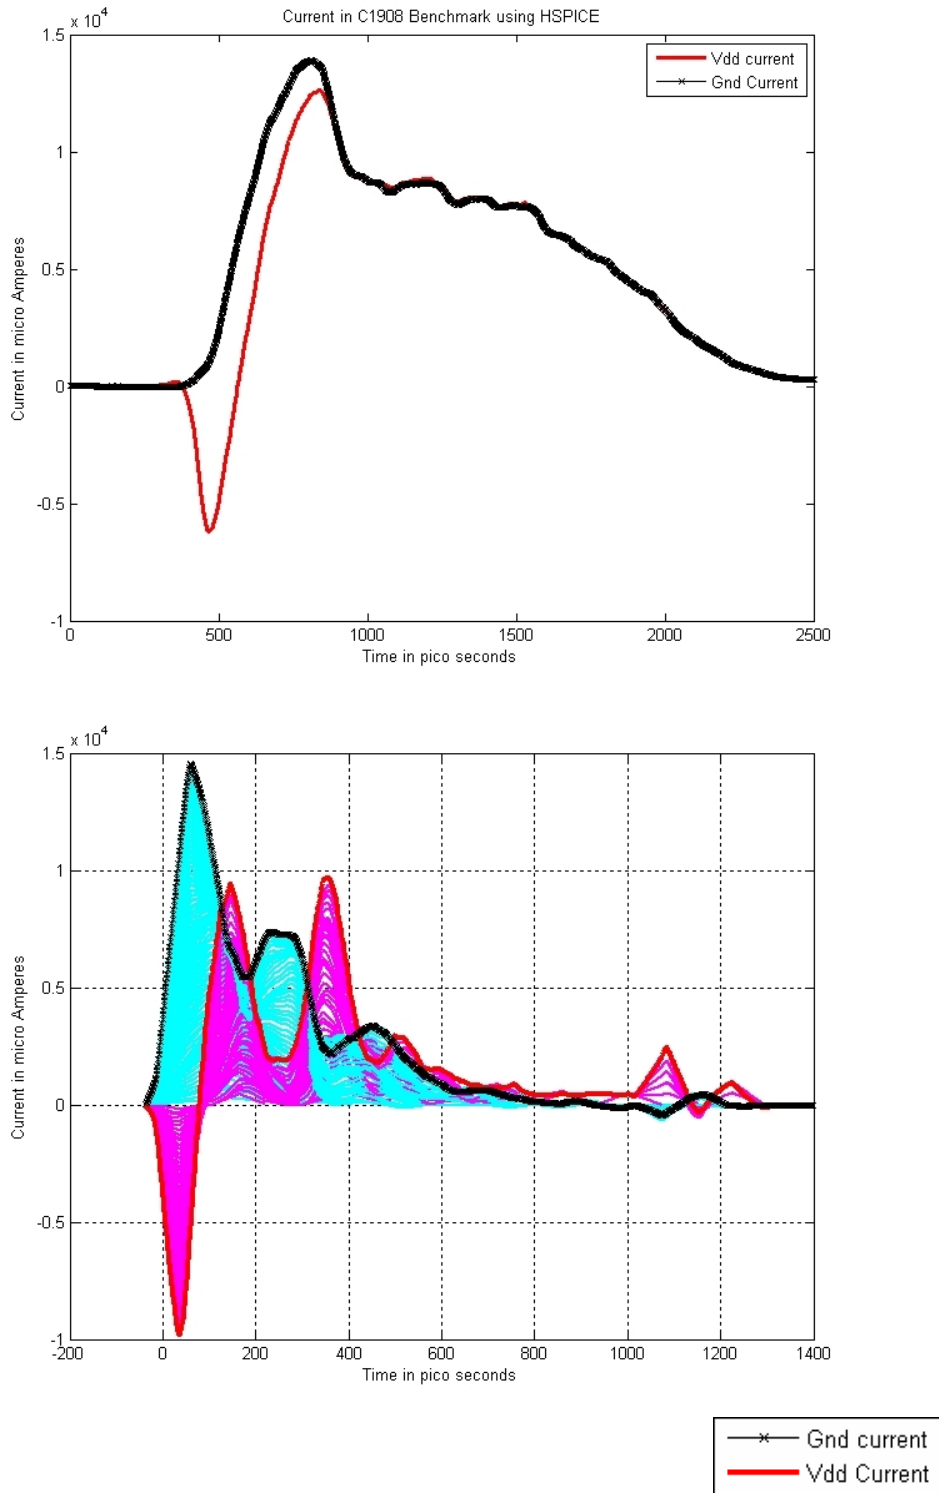 Current in C1908 Benchmark using HSPICE
x 10^4
1.5
1
0.5
0
-0.5
-1
Current in micro Amperes
Vdd current
Gnd Current
0 500 1000 1500 2000 2500
Time in pico seconds
x 10^4
1.5
1
0.5
0
-0.5
-1
Current in micro Amperes
-200 0 200 400 600 800 1000 1200 1400
Time in pico seconds
Gnd current
Vdd Current